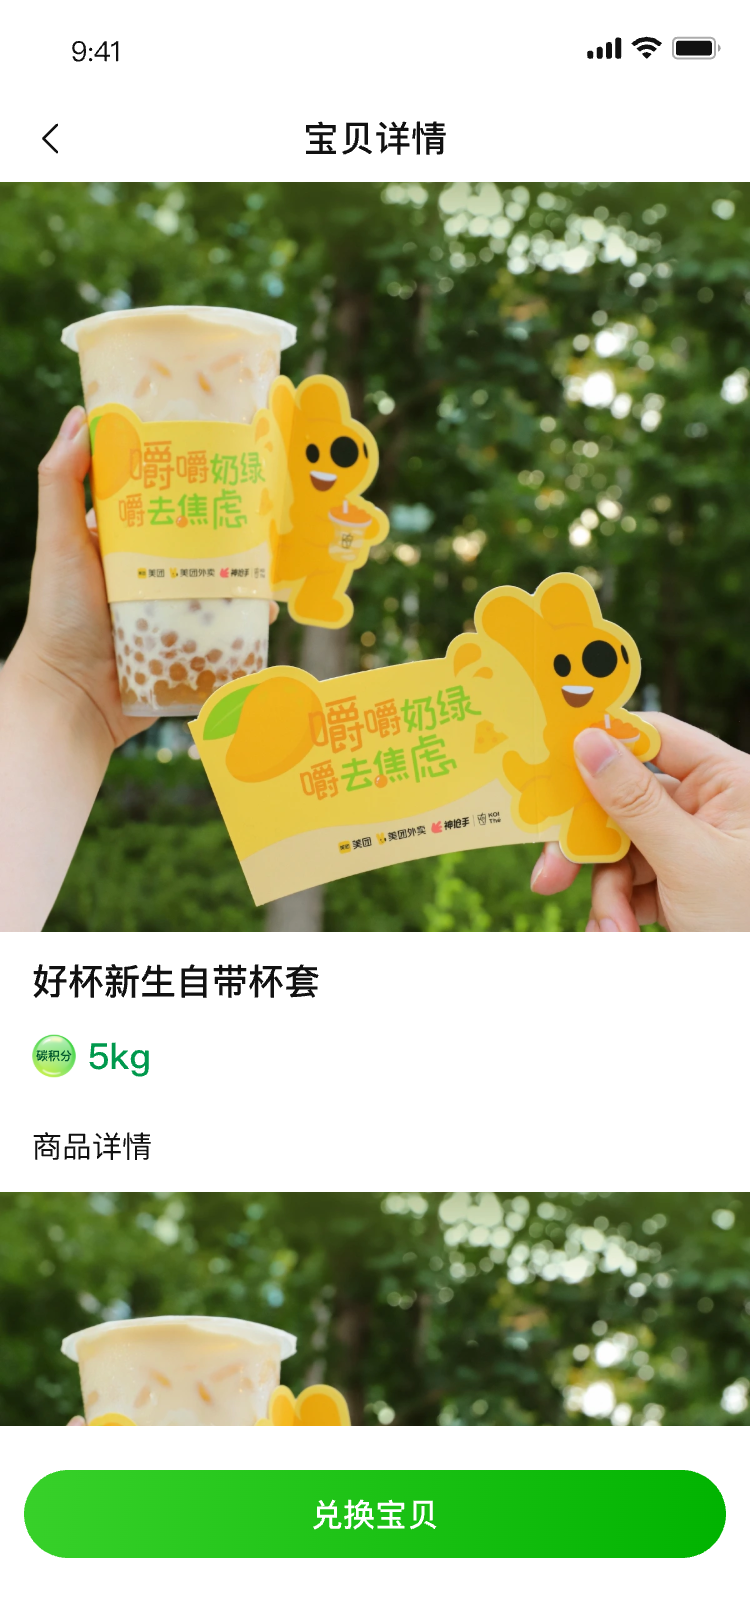 9:41
宝贝详情
嚼嚼奶绿
嚼去焦虑
美团 美团外卖 神抢手
嚼嚼奶绿
嚼去焦虑
美团 美团外卖 神抢手 KOI Thé
好杯新生自带杯套
碳积分 5kg
商品详情
兑换宝贝